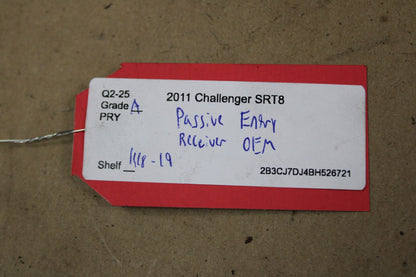 Q2-25
2011 Challenger SRT8
Grade A
PRY
Passive Entry
Receiver OEM
Shelf 1118-19
2B3CJ7DJ4BH526721